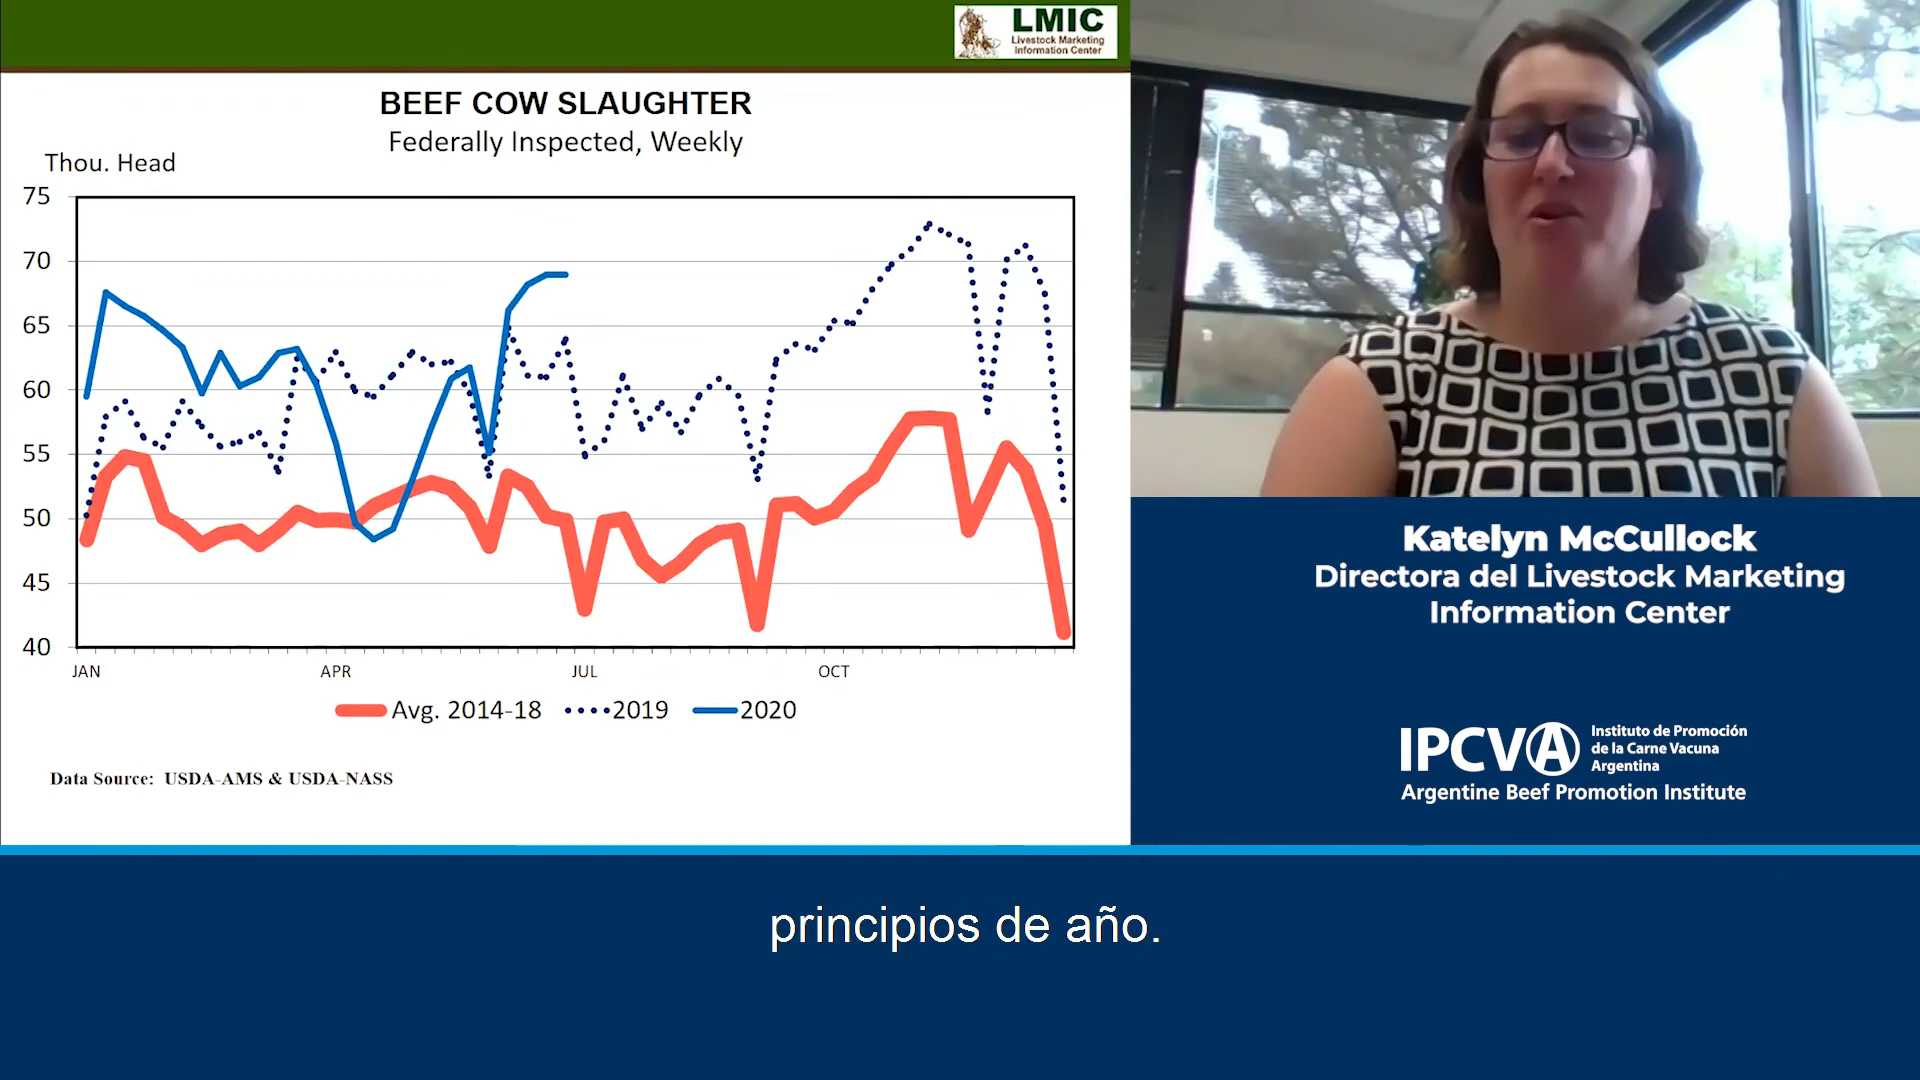 LMIC
Livestock Marketing
Information Center
BEEF COW SLAUGHTER
Federally Inspected, Weekly
Thou. Head
75
70
65
60
55
50
45
40
JAN APR JUL OCT
Avg. 2014-18 2019 2020
Data Source: USDA-AMS & USDA-NASS
Katelyn McCullock
Directora del Livestock Marketing
Information Center
IPCVA
Instituto de Promoción
de la Carne Vacuna
Argentina
Argentine Beef Promotion Institute
principios de año.